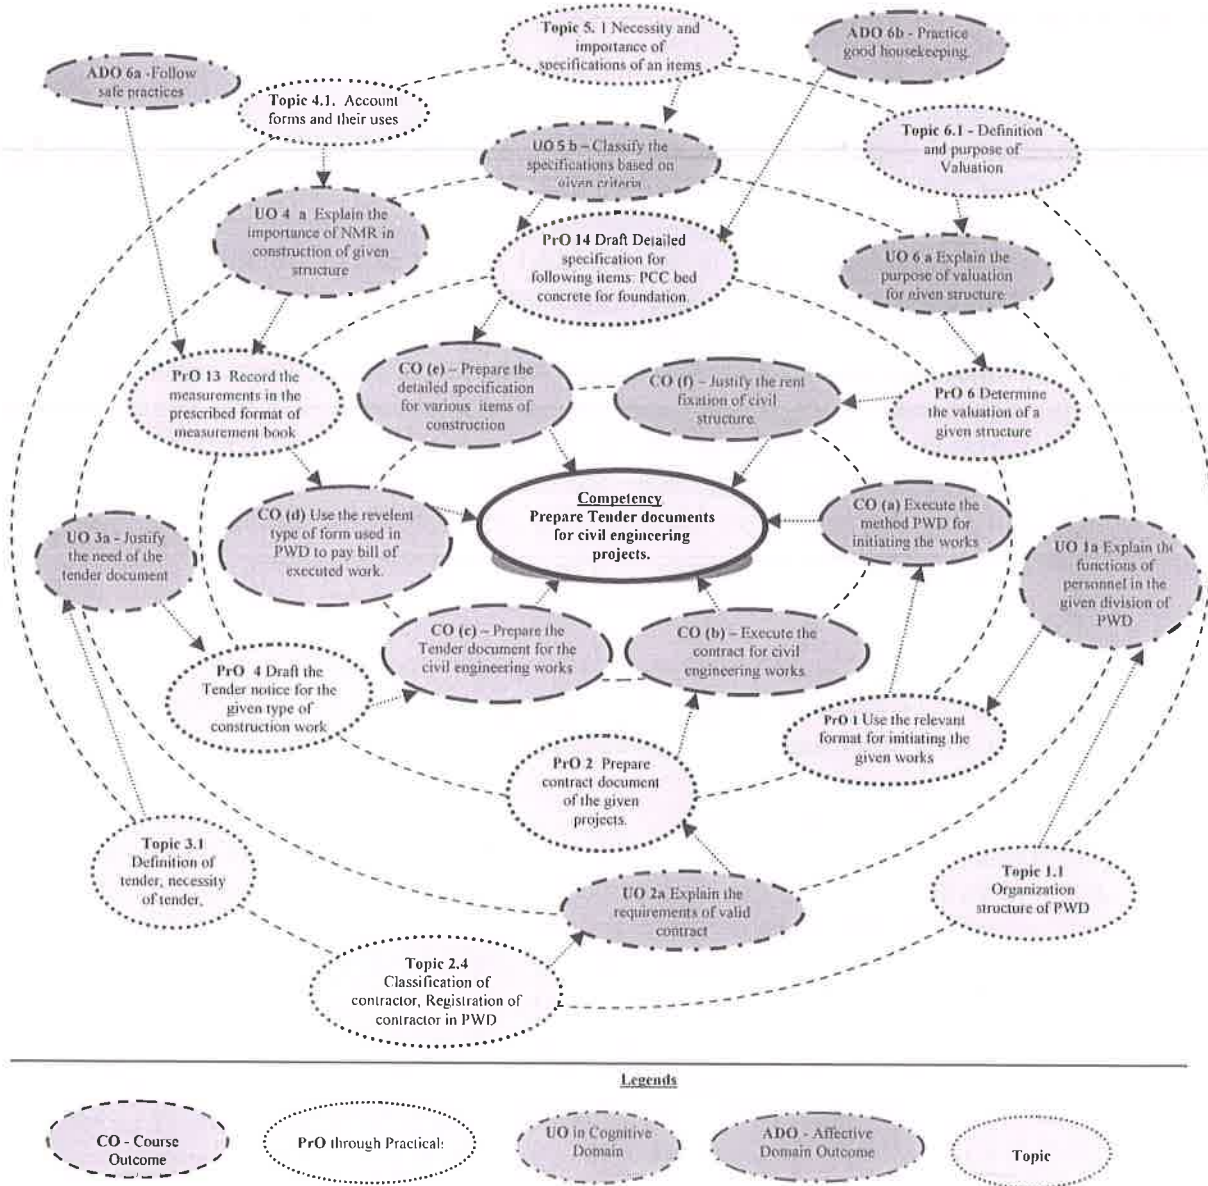 Topic 5. 1 Necessity and
importance of
specifications of an items
ADO 6b - Practice
good housekeeping.
ADO 6a -Follow
safe practices
Topic 4.1. Account
forms and their uses
Topic 6.1 - Definition
and purpose of
Valuation
UO 5 b – Classify the
specifications based on
given criteria .
UO 4 a Explain the
importance of NMR in
construction of given
structure
PrO 14 Draft Detailed
specification for
following items: PCC bed
concrete for foundation.
UO 6 a Explain the
purpose of valuation
for given structure.
CO (e) – Prepare the
detailed specification
for various items of
construction
CO (f) – Justify the rent
fixation of civil
structure.
PrO 13 Record the
measurements in the
prescribed format of
measurement book
PrO 6 Determine
the valuation of a
given structure
Competency
Prepare Tender documents
for civil engineering
projects.
CO (d) Use the revelent
type of form used in
PWD to pay bill of
executed work.
CO (a) Execute the
method PWD for
initiating the works
UO 3a - Justify
the need of the
tender document
UO 1a Explain the
functions of
personnel in the
given division of
PWD
CO (c) – Prepare the
Tender document for the
civil engineering works
CO (b) – Execute the
contract for civil
engineering works
PrO 4 Draft the
Tender notice for the
given type of
construction work
PrO 1 Use the relevant
format for initiating the
given works
PrO 2 Prepare
contract document
of the given
projects.
Topic 3.1
Definition of
tender, necessity
of tender,
Topic 1.1
Organization
structure of PWD
UO 2a Explain the
requirements of valid
contract
Topic 2.4
Classification of
contractor, Registration of
contractor in PWD
Legends
CO - Course
Outcome
PrO through Practicals
UO in Cognitive
Domain
ADO - Affective
Domain Outcome
Topic